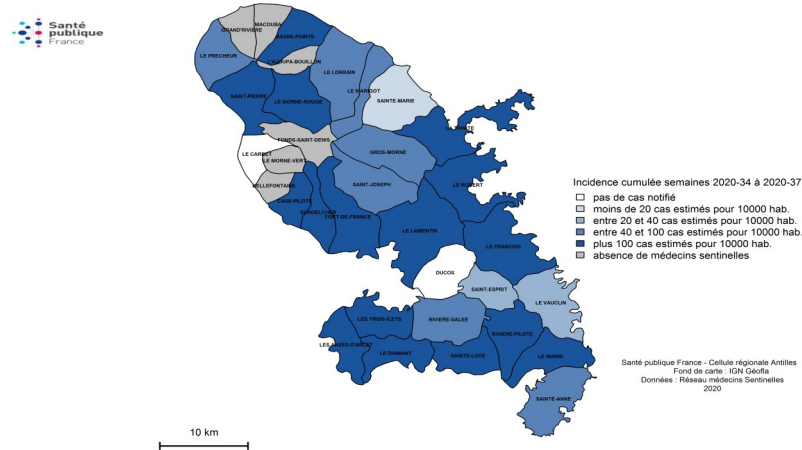 Santé
publique
France
MACOUBA
GRAND'RIVIERE
BASSE-POINTE
LE PRECHEUR
L'AJOUPA-BOUILLON
LE LORRAIN
LE MARIGOT
SAINT-PIERRE
LE MORNE-ROUGE
SAINTE-MARIE
LA TRINITE
FONDS-SAINT-DENIS
LE CARBET
LE MORNE-VERT
GROS-MORNE
BELLEFONTAINE
SAINT-JOSEPH
LE ROBERT
CASE-PILOTE
SCHOELCHER
FORT-DE-FRANCE
LE LAMENTIN
LE FRANCOIS
DUCOS
SAINT-ESPRIT
LE VAUCLIN
LES TROIS-ILETS
RIVIERE-SALEE
RIVIERE-PILOTE
LES ANSES-D'ARLET
LE DIAMANT
SAINTE-LUCE
LE MARIN
SAINTE-ANNE
Incidence cumulée semaines 2020-34 à 2020-37
pas de cas notifié
moins de 20 cas estimés pour 10000 hab.
entre 20 et 40 cas estimés pour 10000 hab.
entre 40 et 100 cas estimés pour 10000 hab.
plus 100 cas estimés pour 10000 hab.
absence de médecins sentinelles
Santé publique France - Cellule régionale Antilles
Fond de carte : IGN Géofla
Données : Réseau médecins Sentinelles
2020
10 km